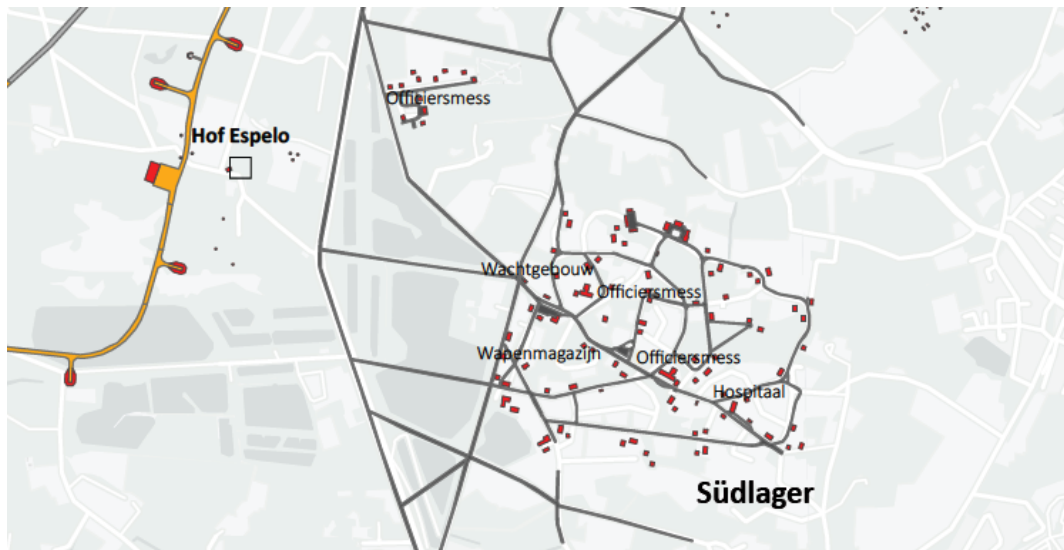 Officiersmess
Hof Espelo
Wachtgebouw
Officiersmess
Wapenmagazijn
Officiersmess
Hospitaal
Südlager